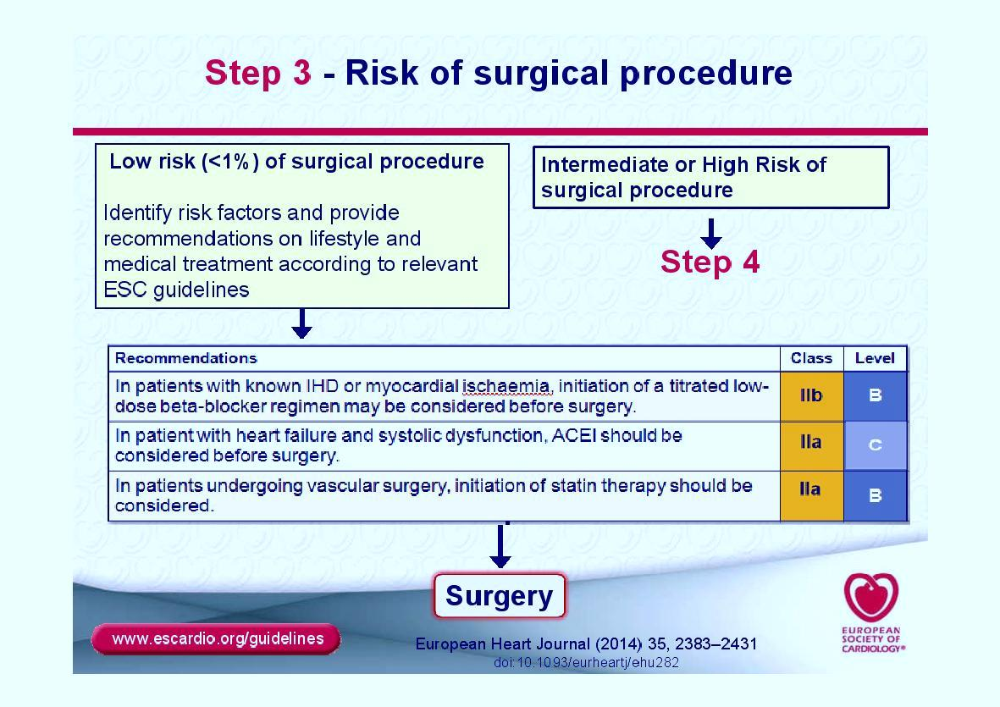 Step 3 - Risk of surgical procedure
Low risk (<1%) of surgical procedure
Identify risk factors and provide
recommendations on lifestyle and
medical treatment according to relevant
ESC guidelines
Intermediate or High Risk of
surgical procedure
Step 4
Recommendations Class Level
In patients with known IHD or myocardial ischaemia, initiation of a titrated low-
dose beta-blocker regimen may be considered before surgery.
IIb B
In patient with heart failure and systolic dysfunction, ACEI should be
considered before surgery.
IIa C
In patients undergoing vascular surgery, initiation of statin therapy should be
considered.
IIa B
Surgery
www.escardio.org/guidelines
European Heart Journal (2014) 35, 2383–2431
doi:10.1093/eurheartj/ehu282
EUROPEAN
SOCIETY OF
CARDIOLOGY®